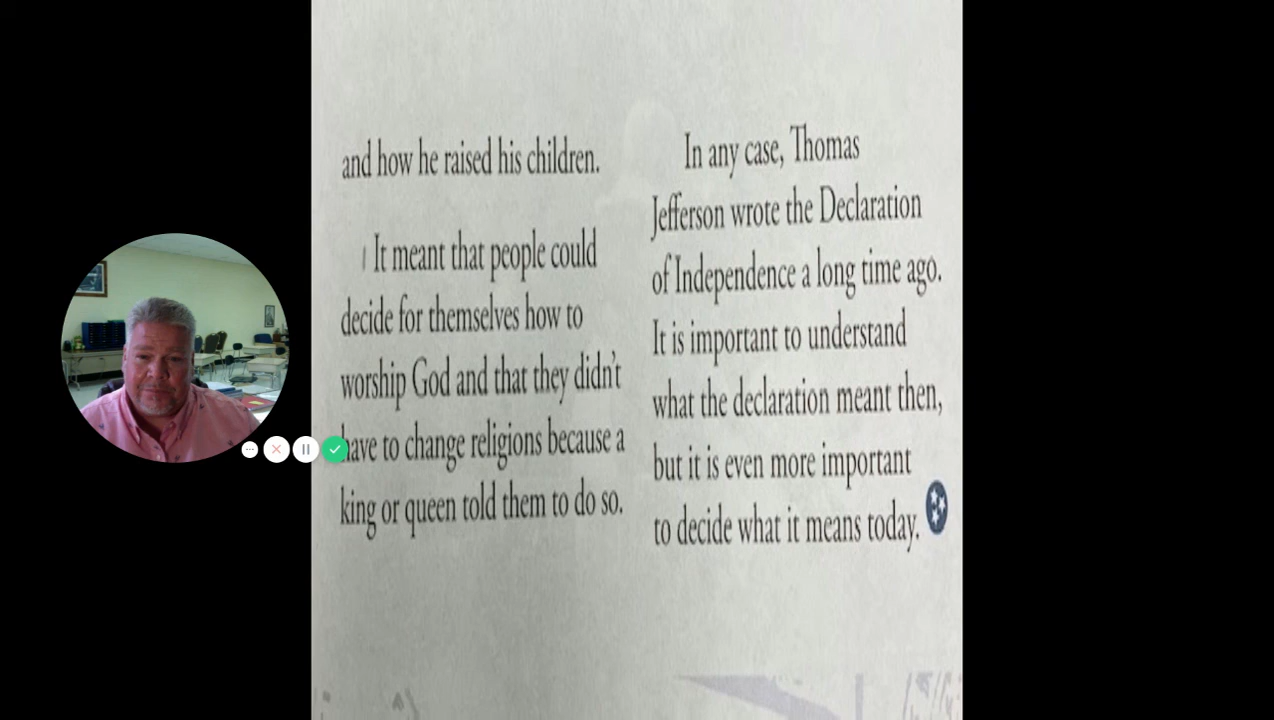 and how he raised his children.
It meant that people could
decide for themselves how to
worship God and that they didn't
have to change religions because a
king or queen told them to do so.
In any case, Thomas
Jefferson wrote the Declaration
of Independence a long time ago.
It is important to understand
what the declaration meant then,
but it is even more important
to decide what it means today.